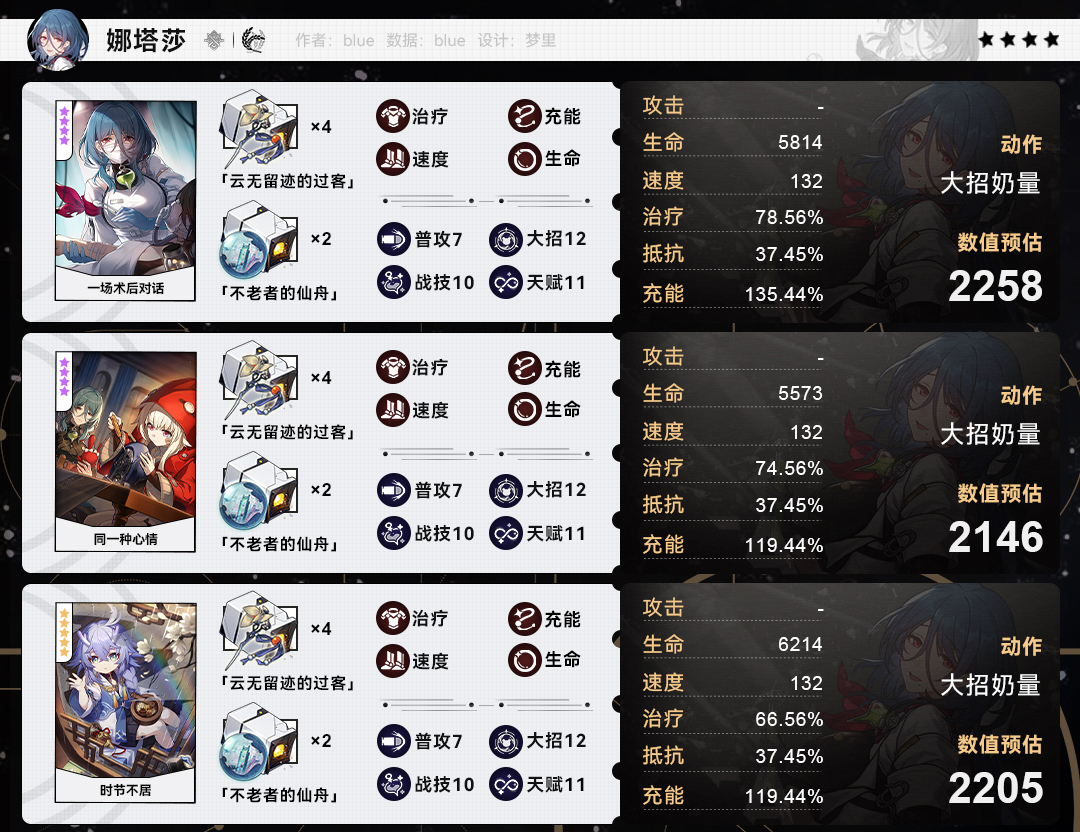 娜塔莎 作者：blue 数据：blue 设计：梦里
一场术后对话
×4
「云无留迹的过客」
×2
「不老者的仙舟」
治疗 充能
速度 生命
普攻7 大招12
战技10 天赋11
攻击 -
生命 5814
速度 132
治疗 78.56%
抵抗 37.45%
充能 135.44%
动作
大招奶量
数值预估
2258
同一种心情
×4
「云无留迹的过客」
×2
「不老者的仙舟」
治疗 充能
速度 生命
普攻7 大招12
战技10 天赋11
攻击 -
生命 5573
速度 132
治疗 74.56%
抵抗 37.45%
充能 119.44%
动作
大招奶量
数值预估
2146
时节不居
×4
「云无留迹的过客」
×2
「不老者的仙舟」
治疗 充能
速度 生命
普攻7 大招12
战技10 天赋11
攻击 -
生命 6214
速度 132
治疗 66.56%
抵抗 37.45%
充能 119.44%
动作
大招奶量
数值预估
2205